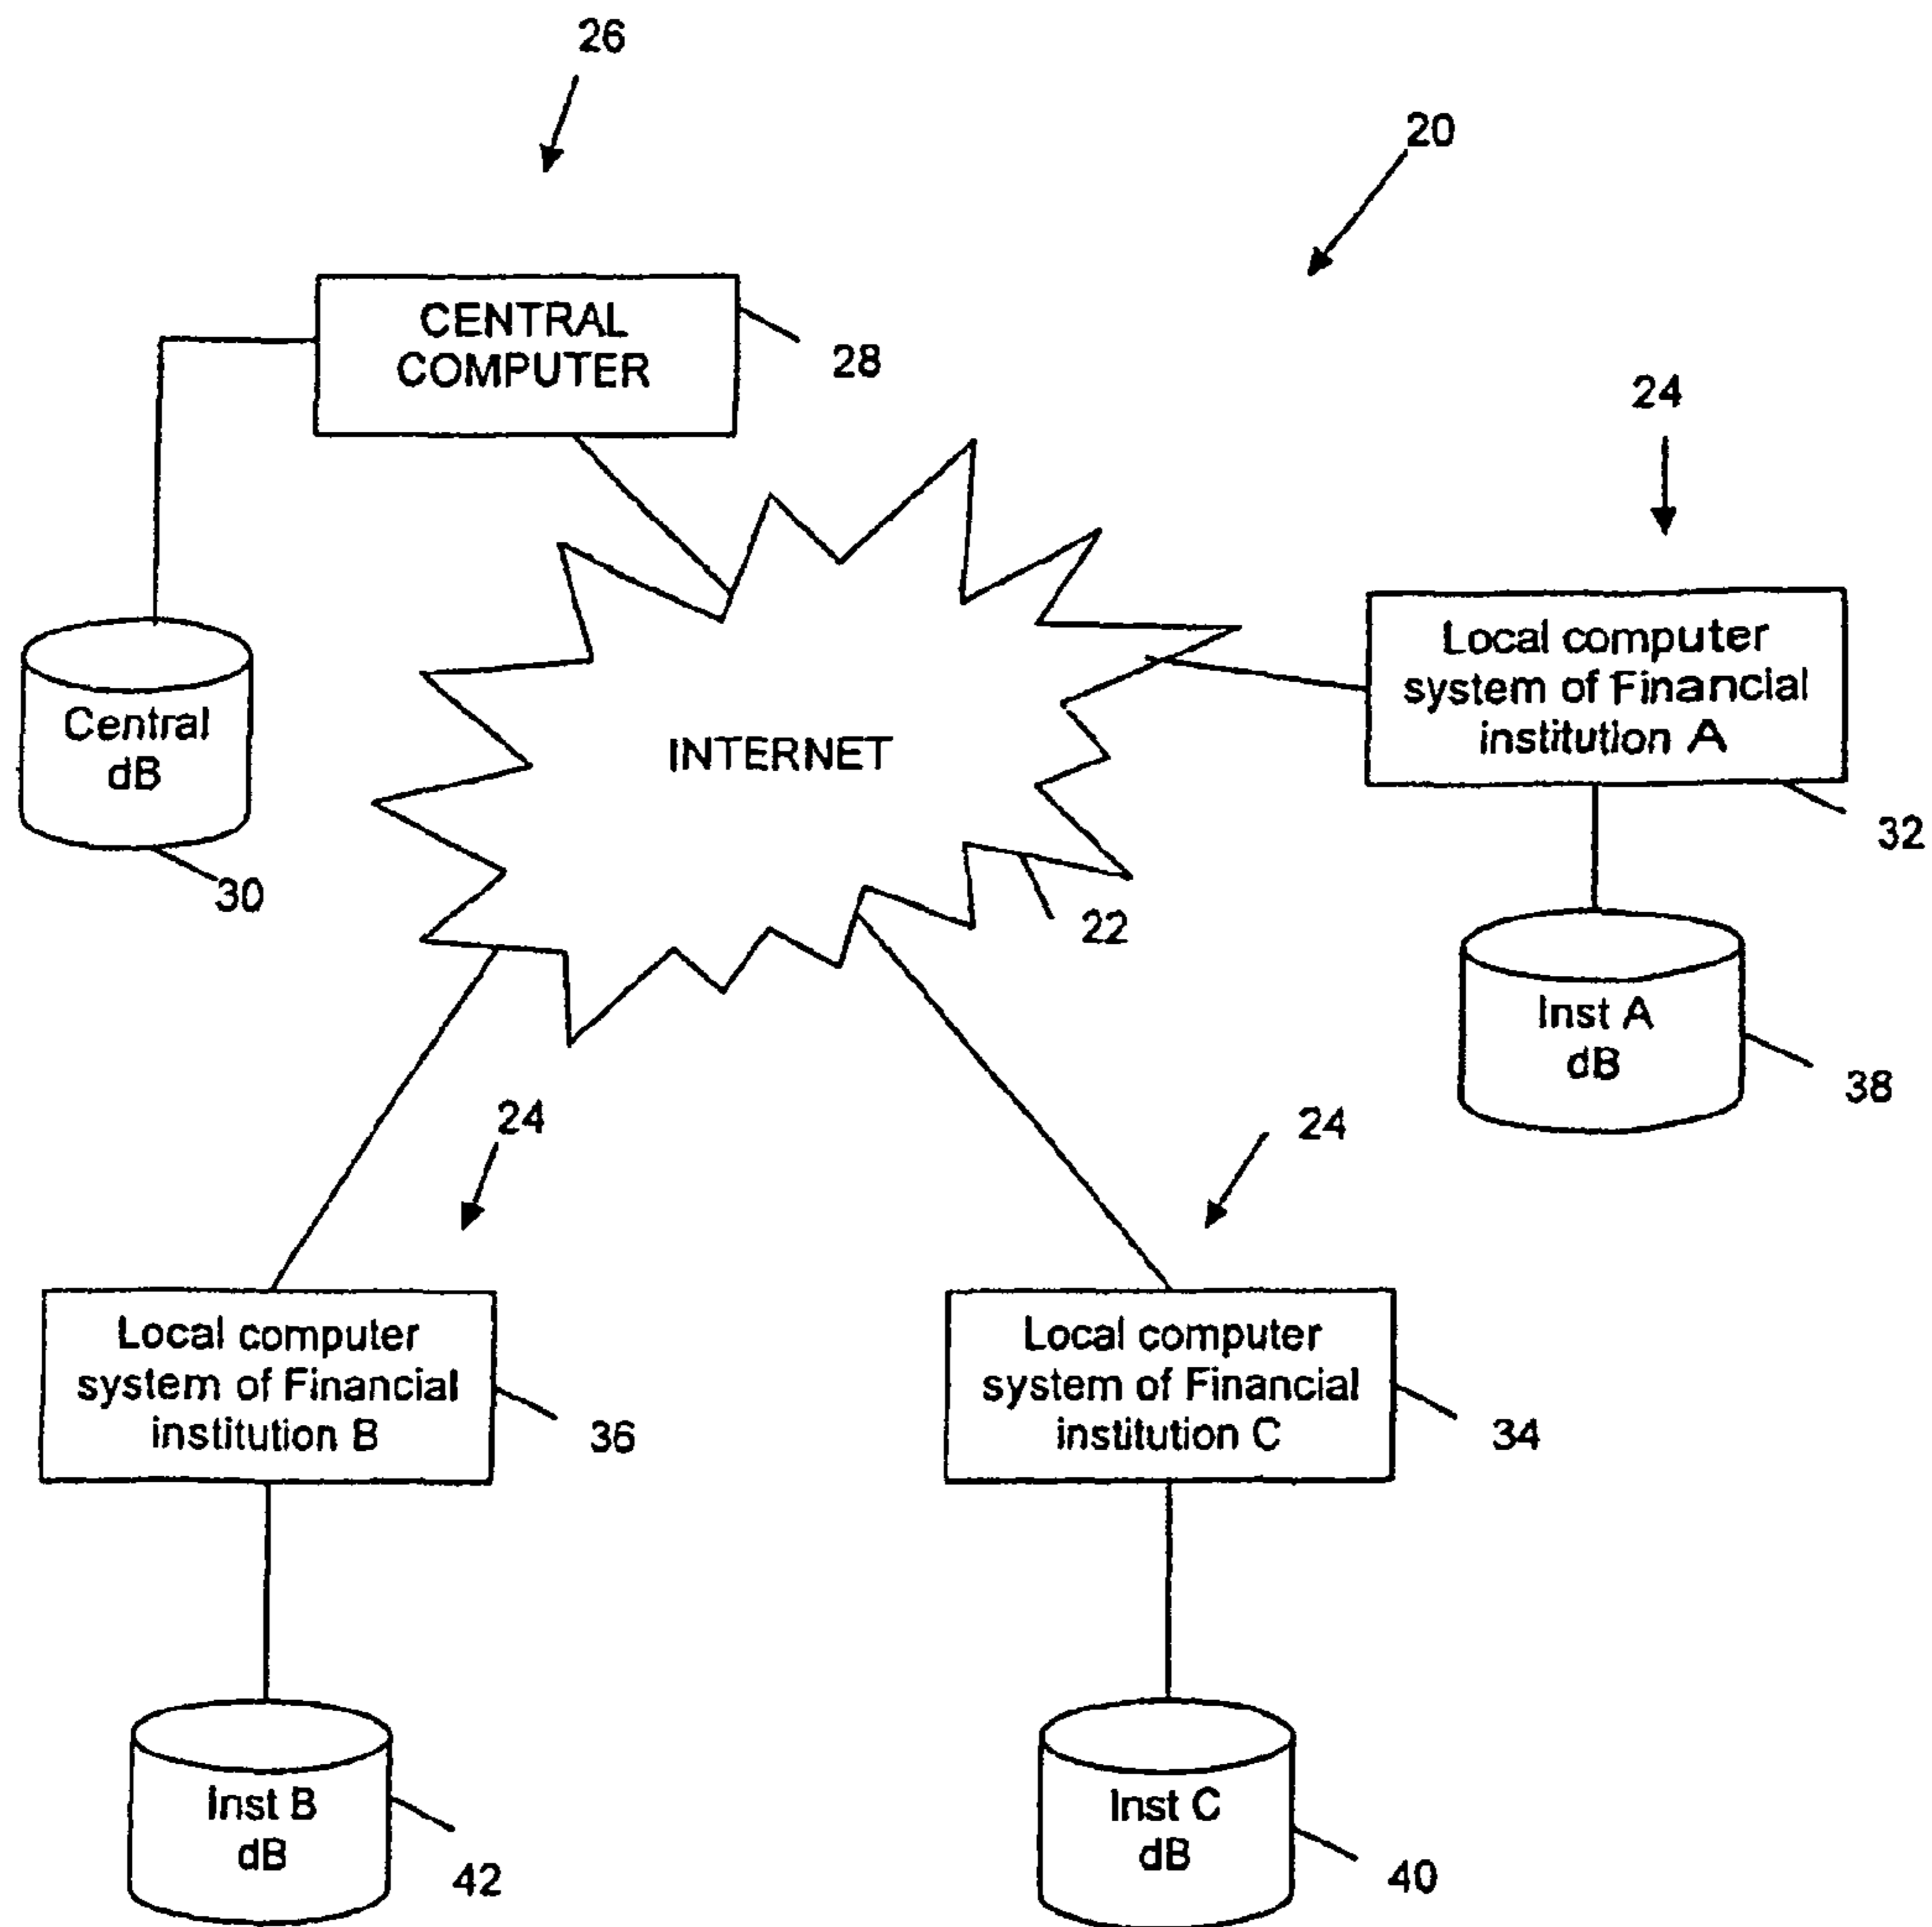 26
20
CENTRAL
COMPUTER
28
24
Local computer
system of Financial
institution A
32
Central
dB
30
INTERNET
22
Inst A
dB
38
24
24
Local computer
system of Financial
institution B
36
Local computer
system of Financial
institution C
34
Inst B
dB
42
Inst C
dB
40